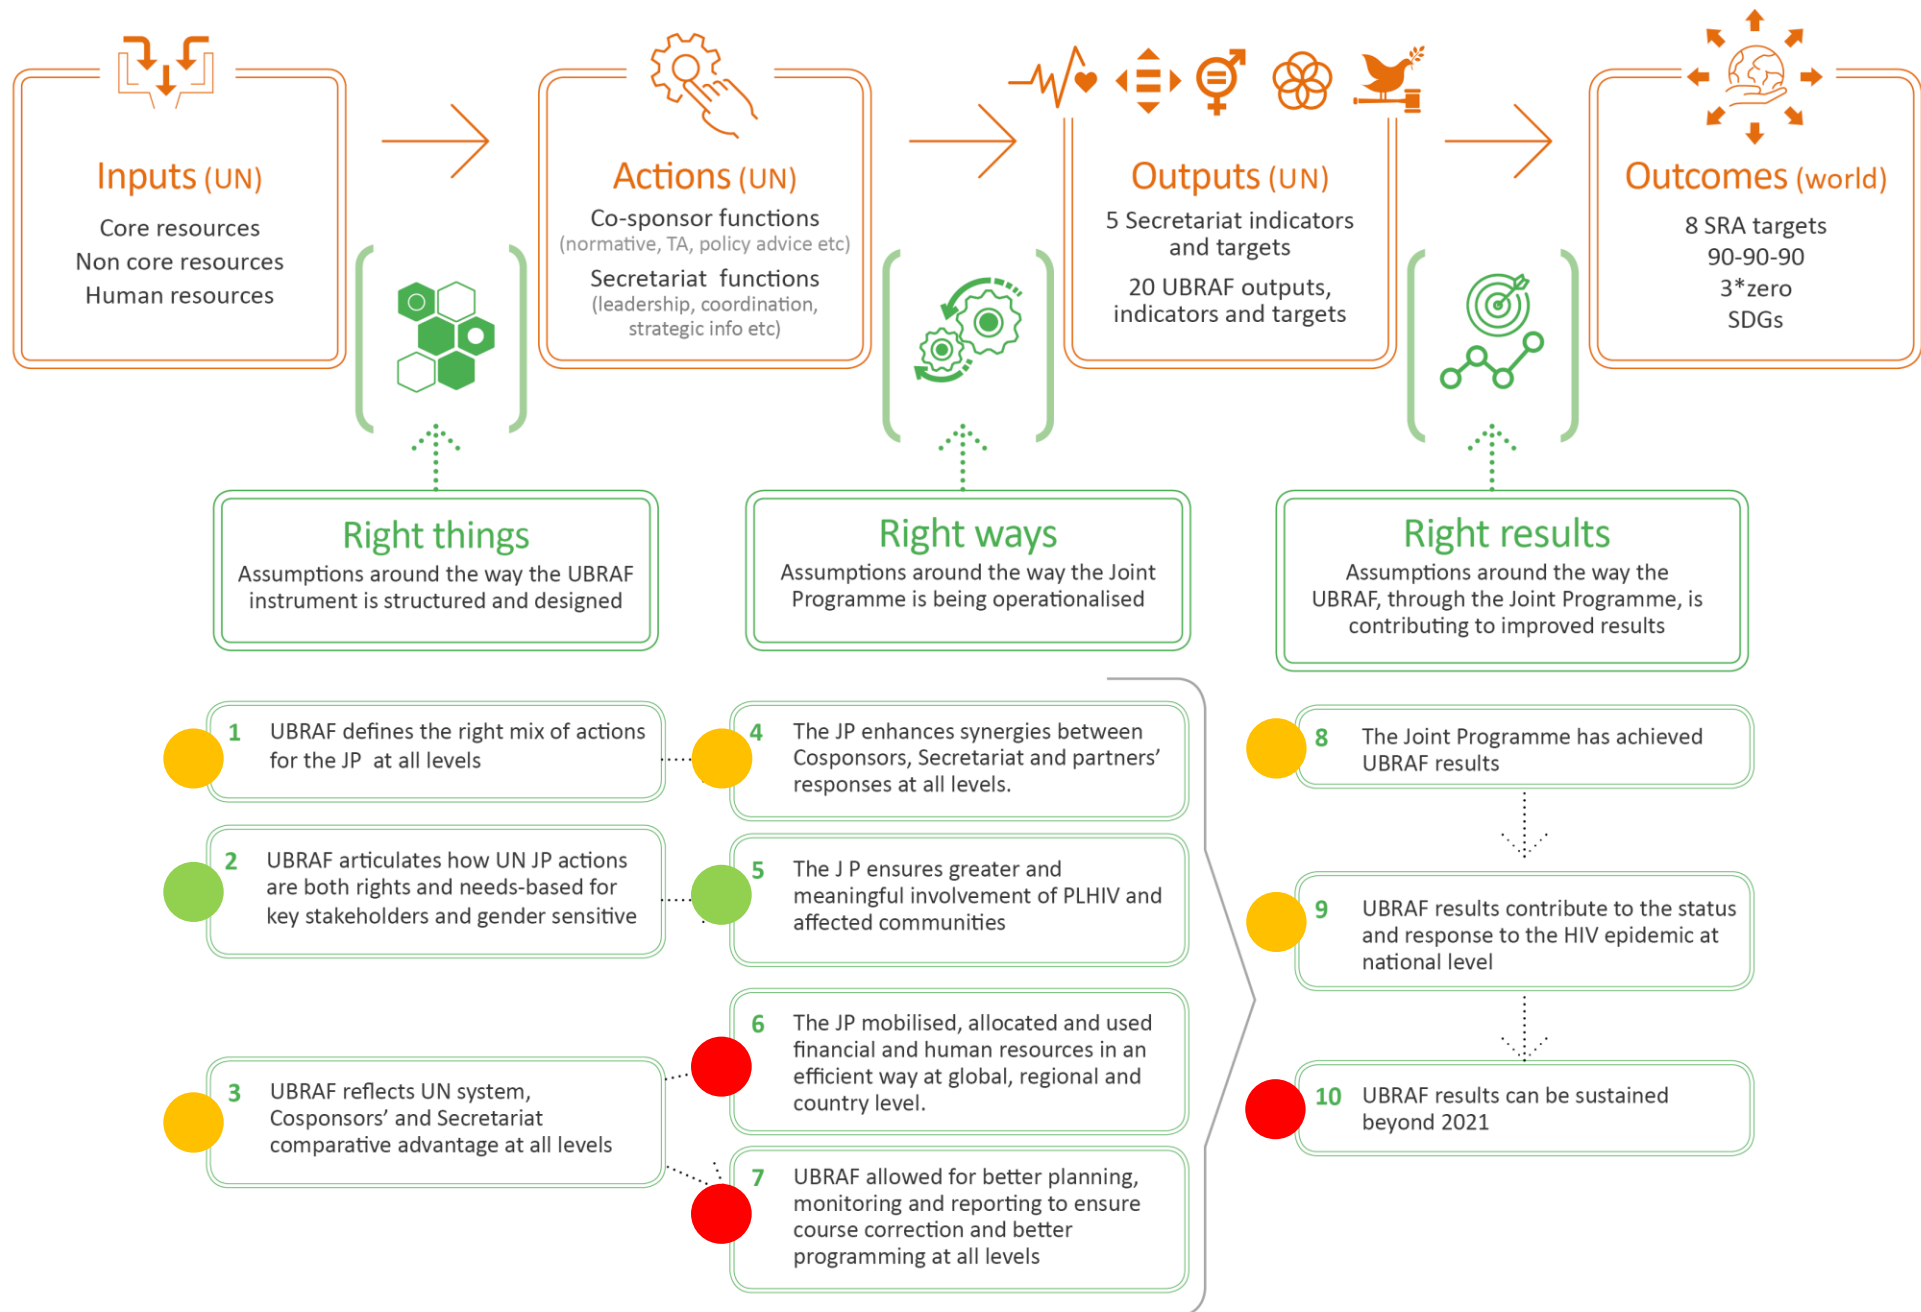 Inputs (UN)
Core resources
Non core resources
Human resources
Actions (UN)
Co-sponsor functions
(normative, TA, policy advice etc)
Secretariat functions
(leadership, coordination,
strategic info etc)
Outputs (UN)
5 Secretariat indicators
and targets
20 UBRAF outputs,
indicators and targets
Outcomes (world)
8 SRA targets
90-90-90
3*zero
SDGs
Right things
Assumptions around the way the UBRAF
instrument is structured and designed
Right ways
Assumptions around the way the Joint
Programme is being operationalised
Right results
Assumptions around the way the
UBRAF, through the Joint Programme, is
contributing to improved results
1 UBRAF defines the right mix of actions
for the JP at all levels
2 UBRAF articulates how UN JP actions
are both rights and needs-based for
key stakeholders and gender sensitive
3 UBRAF reflects UN system,
Cosponsors' and Secretariat
comparative advantage at all levels
4 The JP enhances synergies between
Cosponsors, Secretariat and partners'
responses at all levels.
5 The J P ensures greater and
meaningful involvement of PLHIV and
affected communities
6 The JP mobilised, allocated and used
financial and human resources in an
efficient way at global, regional and
country level.
7 UBRAF allowed for better planning,
monitoring and reporting to ensure
course correction and better
programming at all levels
8 The Joint Programme has achieved
UBRAF results
9 UBRAF results contribute to the status
and response to the HIV epidemic at
national level
10 UBRAF results can be sustained
beyond 2021